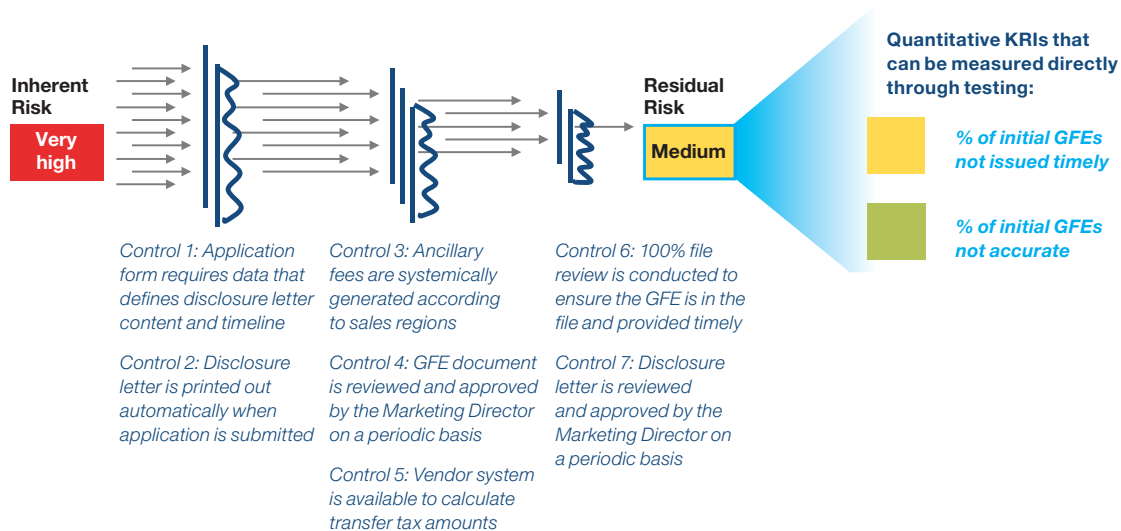 Inherent
Risk
Very
high
Control 1: Application
form requires data that
defines disclosure letter
content and timeline
Control 2: Disclosure
letter is printed out
automatically when
application is submitted
Control 3: Ancillary
fees are systemically
generated according
to sales regions
Control 4: GFE document
is reviewed and approved
by the Marketing Director
on a periodic basis
Control 5: Vendor system
is available to calculate
transfer tax amounts
Control 6: 100% file
review is conducted to
ensure the GFE is in the
file and provided timely
Control 7: Disclosure
letter is reviewed
and approved by the
Marketing Director on
a periodic basis
Residual
Risk
Medium
Quantitative KRIs that
can be measured directly
through testing:
% of initial GFEs
not issued timely
% of initial GFEs
not accurate